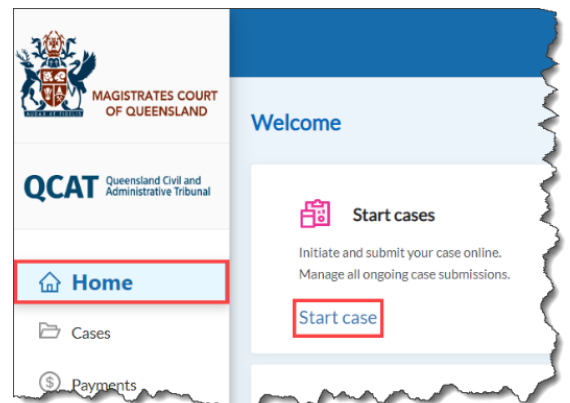 MAGISTRATES COURT
OF QUEENSLAND
QCAT Queensland Civil and
Administrative Tribunal
Home
Cases
Payments
Welcome
Start cases
Initiate and submit your case online.
Manage all ongoing case submissions.
Start case